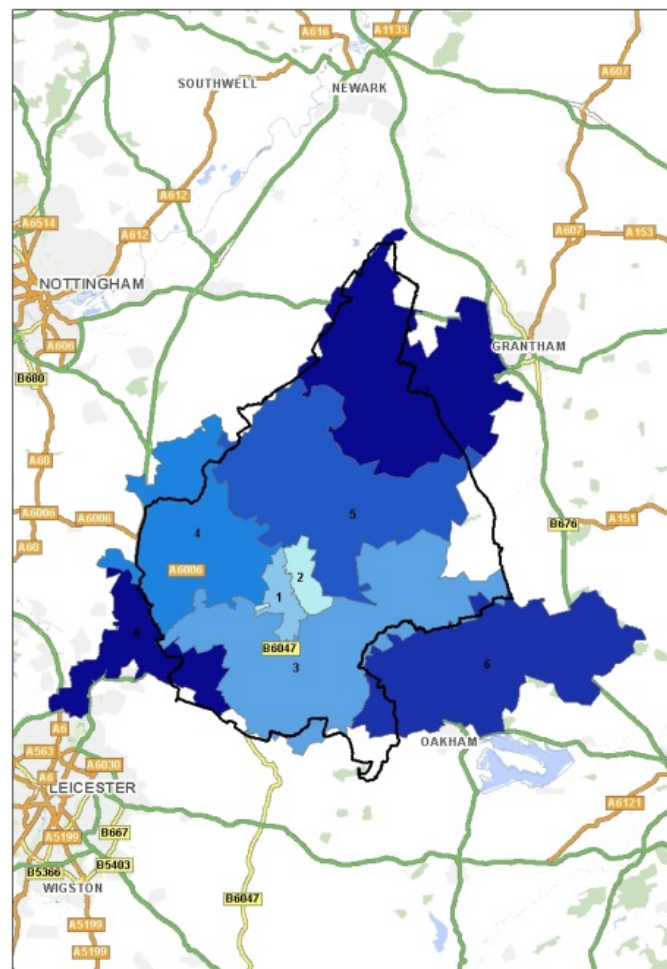 A616
A1133
A607
SOUTHWELL
NEWARK
A612
A6514
A612
A607
A153
NOTTINGHAM
A606
GRANTHAM
B680
A60
A6006
A6006
A60
4
5
B676
A151
A6006
2
1
8
B6047
3
6
OAKHAM
A6
A563
A6030
A6
LEICESTER
A6121
A5199
B667
B5366
B5403
WIGSTON
B6047
A5199
A5199